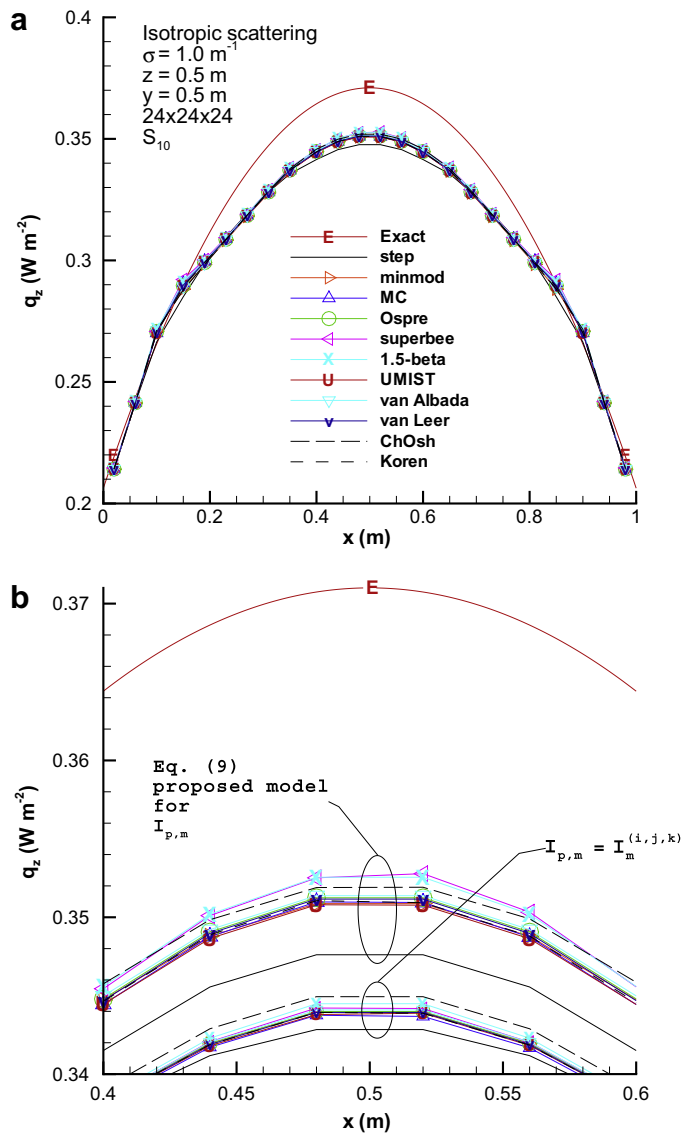 a
0.4
Isotropic scattering
σ = 1.0 m-1
z = 0.5 m
y = 0.5 m
24x24x24
S10
E
0.35
qz (W m-2)
0.3
E Exact
step
minmod
MC
Ospre
superbee
X 1.5-beta
U UMIST
van Albada
v van Leer
ChOsh
Koren
0.25
E E
0.2
0 0.2 0.4 0.6 0.8 1
x (m)
b
E
0.37
0.36
Eq. (9)
proposed model
for
Ip,m
Ip,m = Im(i,j,k)
qz (W m-2)
0.35
0.34
0.4 0.45 0.5 0.55 0.6
x (m)